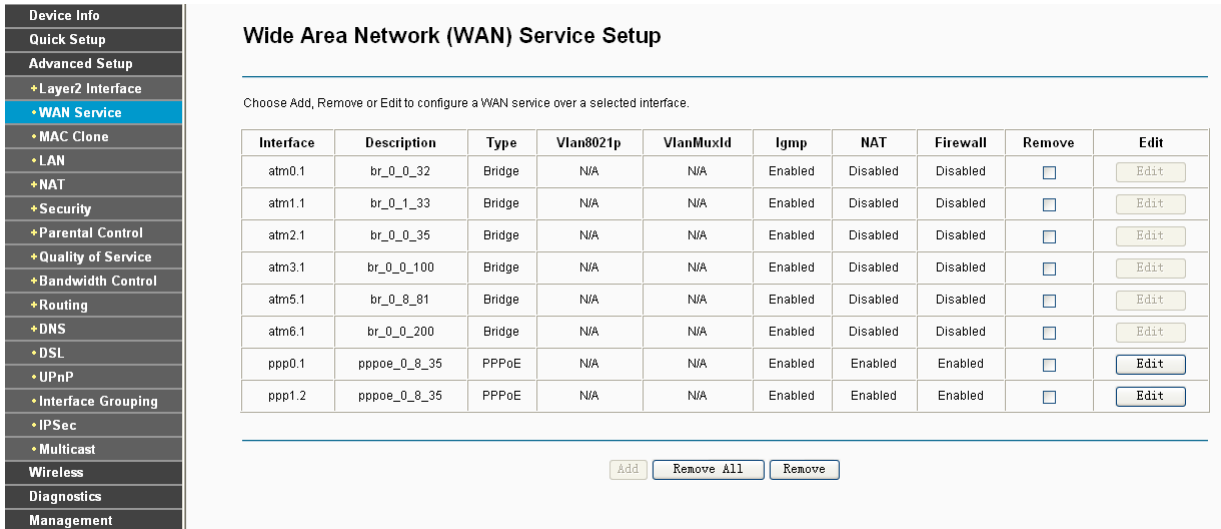 Device Info
Quick Setup
Advanced Setup
+Layer2 Interface
•WAN Service
•MAC Clone
•LAN
+NAT
+Security
+Parental Control
+Quality of Service
+Bandwidth Control
+Routing
+DNS
•DSL
•UPnP
•Interface Grouping
•IPSec
•Multicast
Wireless
Diagnostics
Management
Wide Area Network (WAN) Service Setup
Choose Add, Remove or Edit to configure a WAN service over a selected interface.
Interface Description Type Vlan8021p VlanMuxId Igmp NAT Firewall Remove Edit
atm0.1 br_0_0_32 Bridge N/A N/A Enabled Disabled Disabled Edit
atm1.1 br_0_1_33 Bridge N/A N/A Enabled Disabled Disabled Edit
atm2.1 br_0_0_35 Bridge N/A N/A Enabled Disabled Disabled Edit
atm3.1 br_0_0_100 Bridge N/A N/A Enabled Disabled Disabled Edit
atm5.1 br_0_8_81 Bridge N/A N/A Enabled Disabled Disabled Edit
atm6.1 br_0_0_200 Bridge N/A N/A Enabled Disabled Disabled Edit
ppp0.1 pppoe_0_8_35 PPPoE N/A N/A Enabled Enabled Enabled Edit
ppp1.2 pppoe_0_8_35 PPPoE N/A N/A Enabled Enabled Enabled Edit
Add Remove All Remove